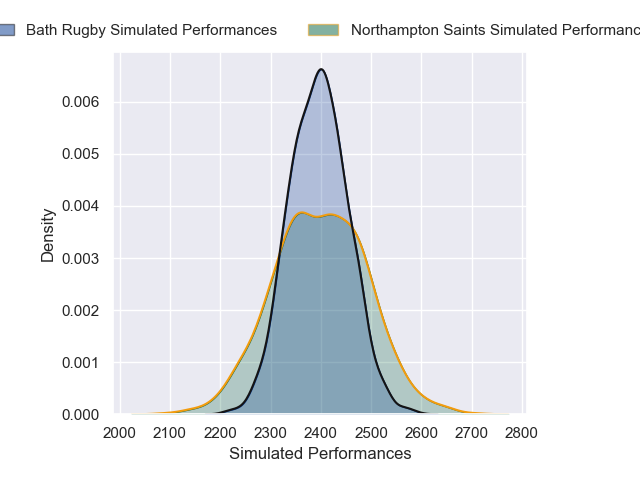 Bath Rugby Simulated Performances
Northampton Saints Simulated
0.006
0.005
0.004
0.003
0.002
0.001
0.000
Density
2000 2100 2200 2300 2400 2500 2600 2700 2800
Simulated Performances